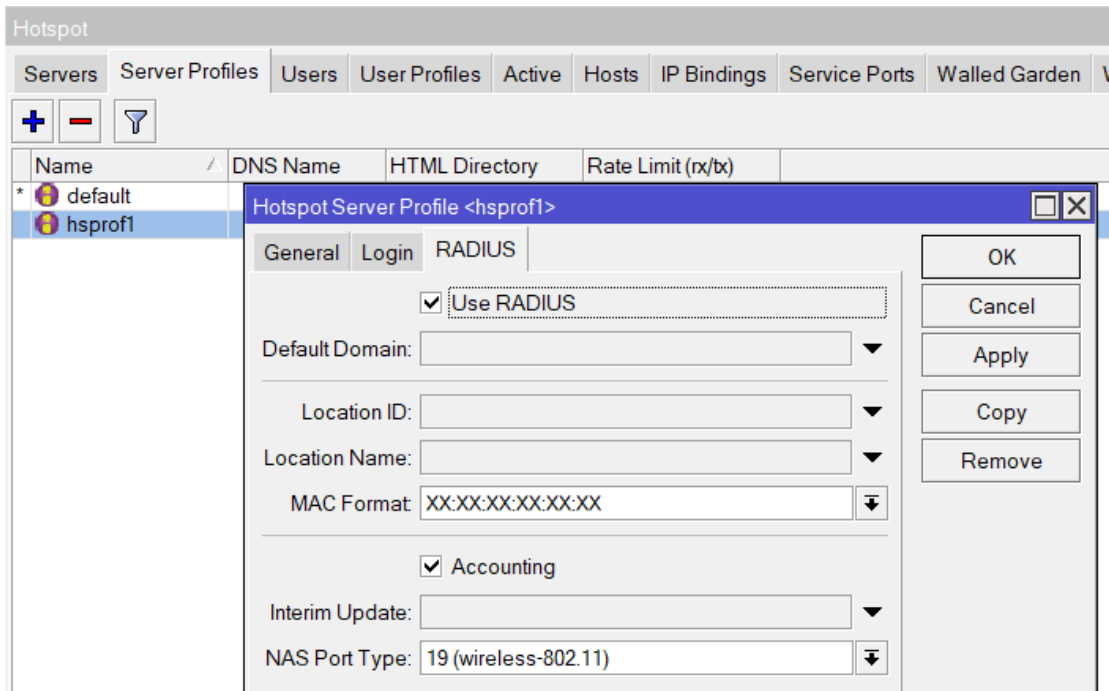 Hotspot
Servers Server Profiles Users User Profiles Active Hosts IP Bindings Service Ports Walled Garden
Name DNS Name HTML Directory Rate Limit (rx/tx)
* default
hsprof1
Hotspot Server Profile <hsprof1>
General Login RADIUS
Use RADIUS
Default Domain:
Location ID:
Location Name:
MAC Format: XX:XX:XX:XX:XX:XX
Accounting
Interim Update:
NAS Port Type: 19 (wireless-802.11)
OK
Cancel
Apply
Copy
Remove